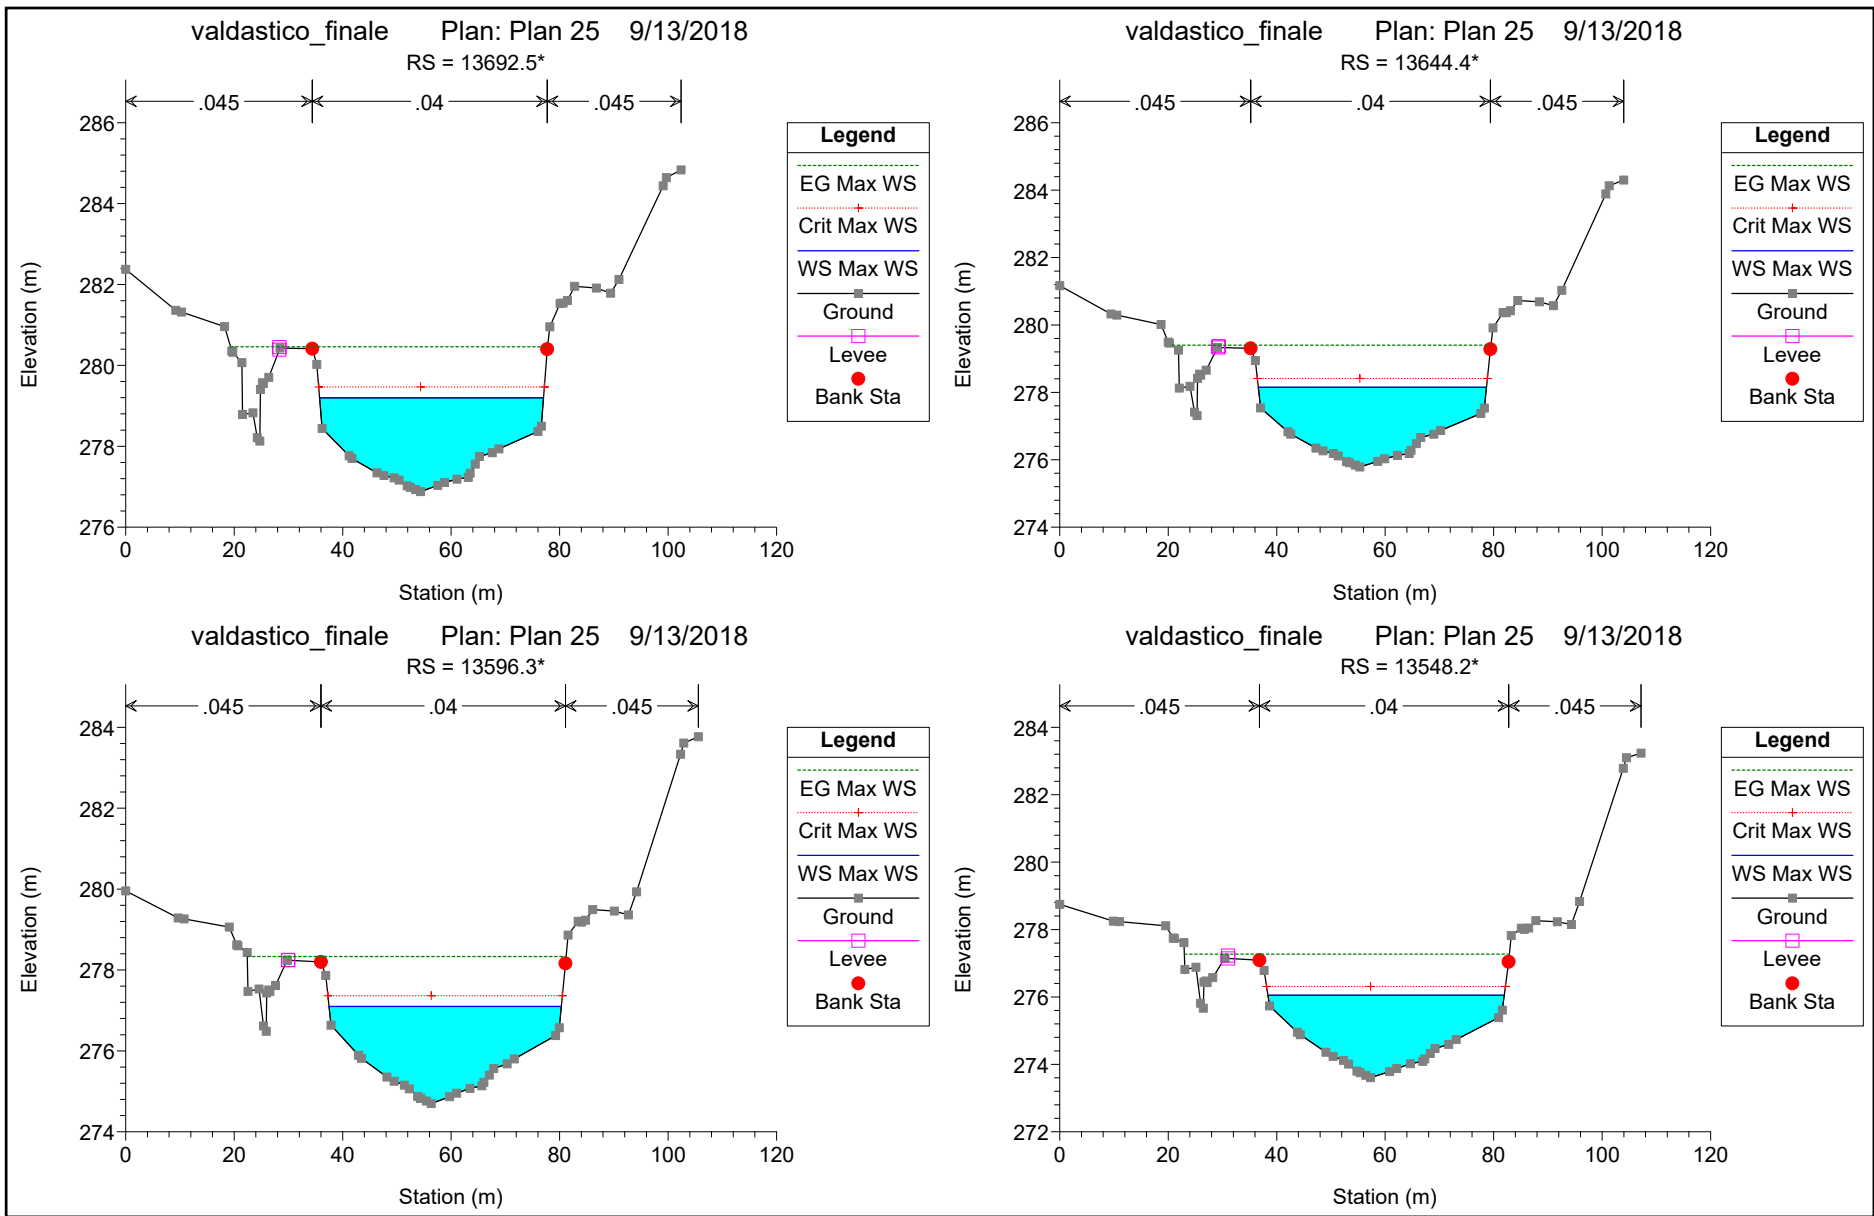 valdastico_finale Plan: Plan 25 9/13/2018
RS = 13692.5*
.045 .04 .045
286
284
282
280
278
276
0 20 40 60 80 100 120
Station (m)
Elevation (m)
Legend
EG Max WS
Crit Max WS
WS Max WS
Ground
Levee
Bank Sta
valdastico_finale Plan: Plan 25 9/13/2018
RS = 13644.4*
.045 .04 .045
286
284
282
280
278
276
274
0 20 40 60 80 100 120
Station (m)
Elevation (m)
Legend
EG Max WS
Crit Max WS
WS Max WS
Ground
Levee
Bank Sta
valdastico_finale Plan: Plan 25 9/13/2018
RS = 13596.3*
.045 .04 .045
284
282
280
278
276
274
0 20 40 60 80 100 120
Station (m)
Elevation (m)
Legend
EG Max WS
Crit Max WS
WS Max WS
Ground
Levee
Bank Sta
valdastico_finale Plan: Plan 25 9/13/2018
RS = 13548.2*
.045 .04 .045
284
282
280
278
276
274
272
0 20 40 60 80 100 120
Station (m)
Elevation (m)
Legend
EG Max WS
Crit Max WS
WS Max WS
Ground
Levee
Bank Sta